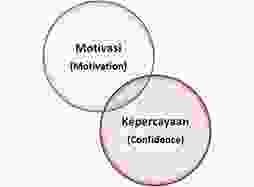 Motivasi
(Motivation)
Kepercayaan
(Confidence)